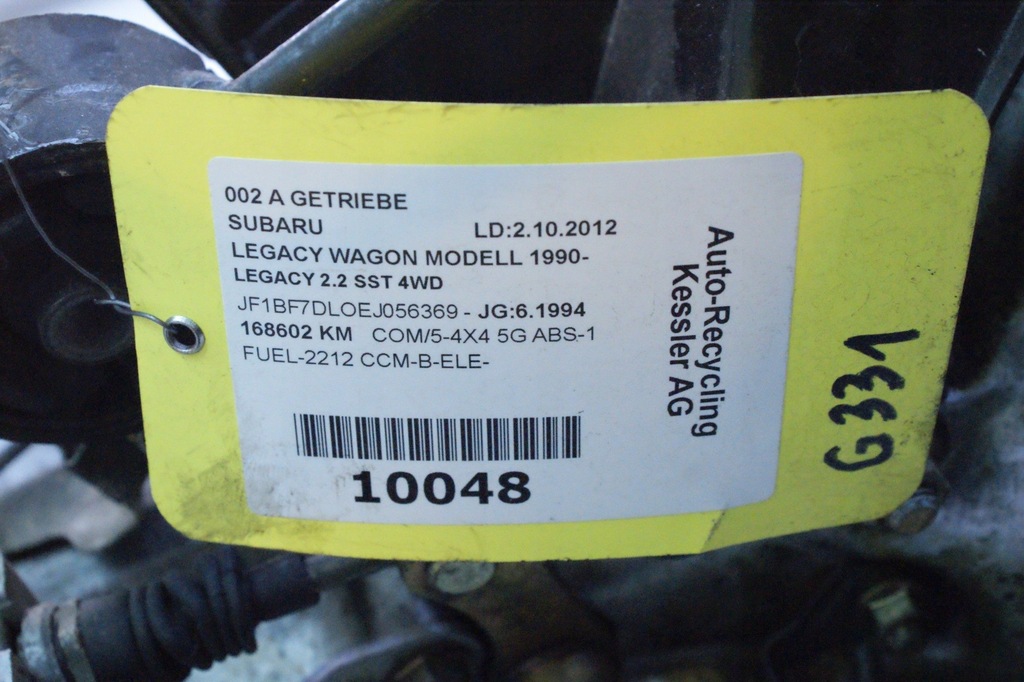 002 A GETRIEBE
SUBARU LD:2.10.2012
LEGACY WAGON MODELL 1990-
LEGACY 2.2 SST 4WD
JF1BF7DLOEJ056369 - JG:6.1994
168602 KM COM/5-4X4 5G ABS-1
FUEL-2212 CCM-B-ELE-
10048
Auto-Recycling
Kessler AG
G331